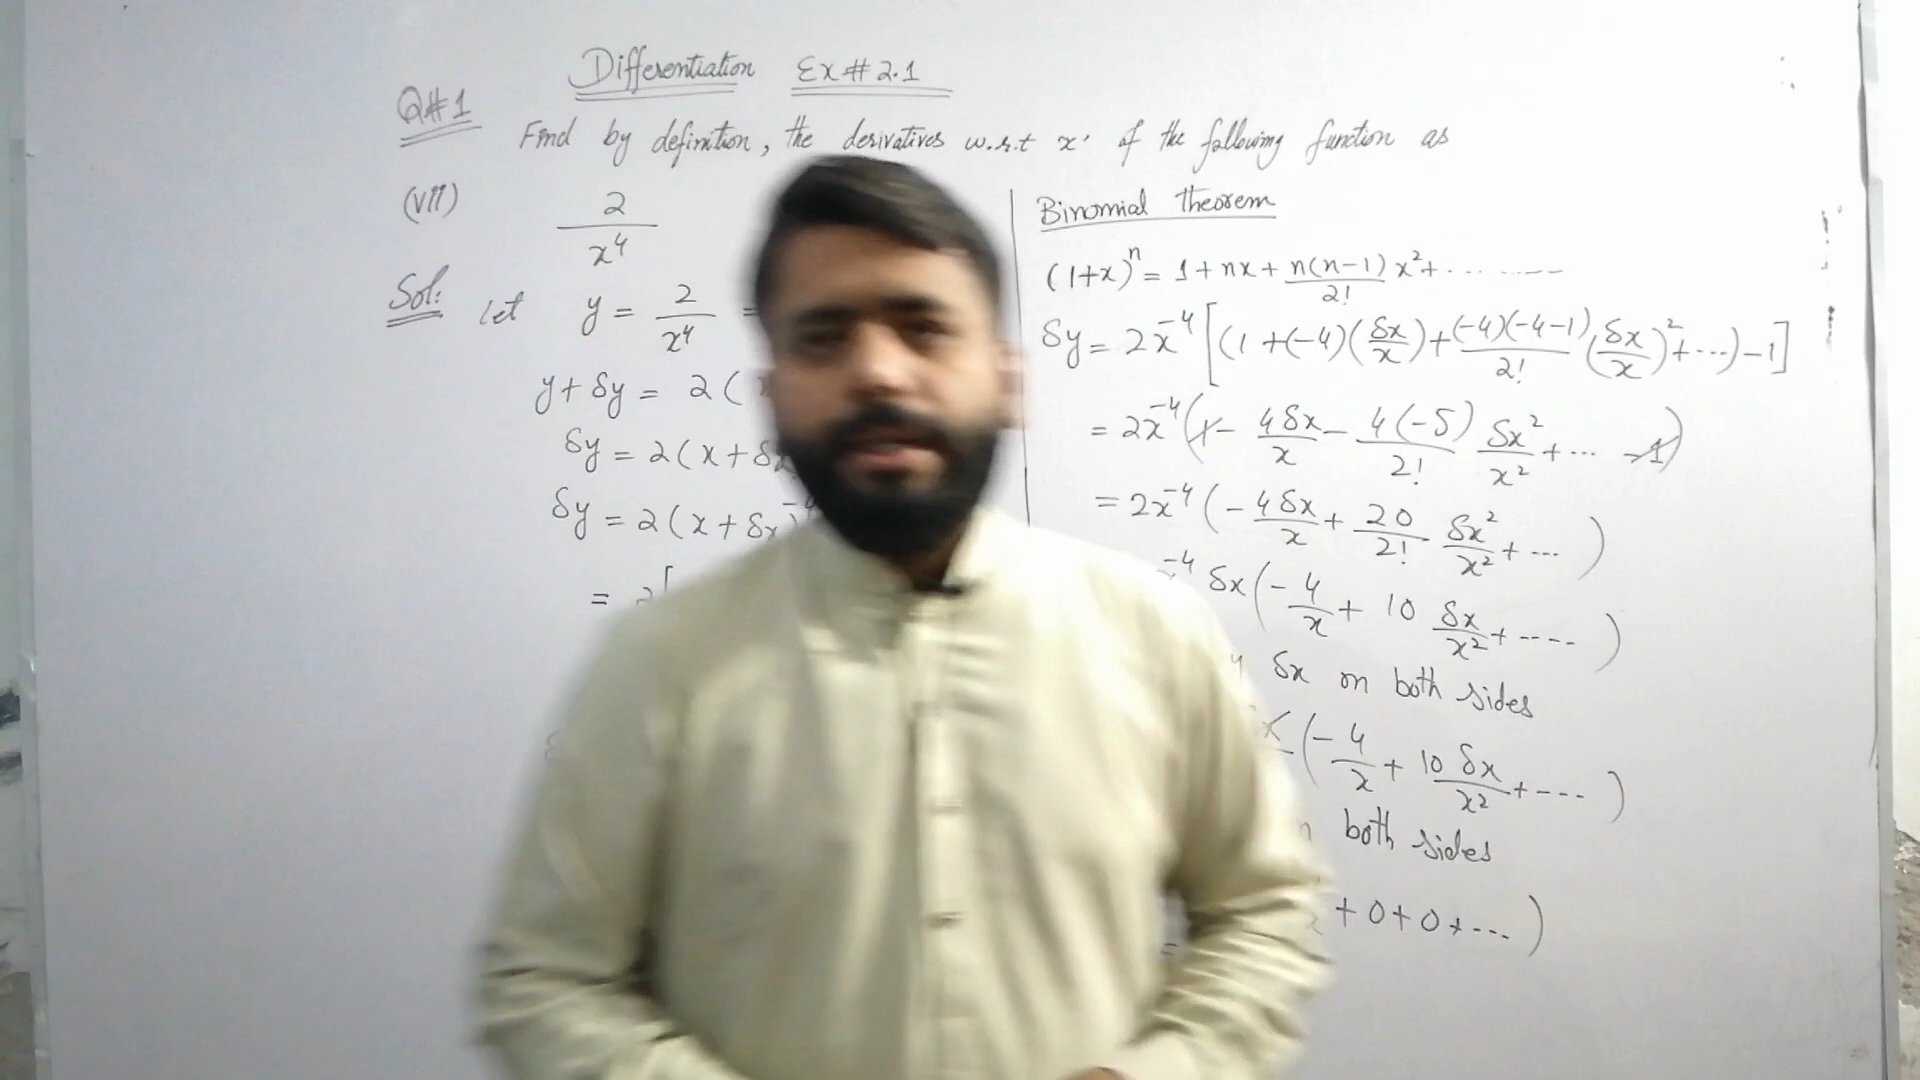 Differentiation Ex # 2.1
Q#1
Find by definition, the derivatives w.r.t x' of the following function as
(vii) 2/x⁴
Sol: Let y = 2/x⁴ =
y + δy = 2(
δy = 2(x + δx
δy = 2(x + δx)⁻⁴
= 2[
Binomial theorem
(1+x)ⁿ = 1 + nx + n(n-1)/2! x² + ...........
δy = 2x⁻⁴ [(1 + (-4)(δx/x) + (-4)(-4-1)/2! (δx/x)² + ...) - 1]
= 2x⁻⁴ (1 - 4δx/x - 4(-5)/2! δx²/x² + ... - 1)
= 2x⁻⁴ (- 4δx/x + 20/2! δx²/x² + ... )
⁻⁴ δx (- 4/x + 10 δx/x² + .... )
δx on both sides
(- 4/x + 10 δx/x² + .... )
both sides
+ 0 + 0 + ... )
=